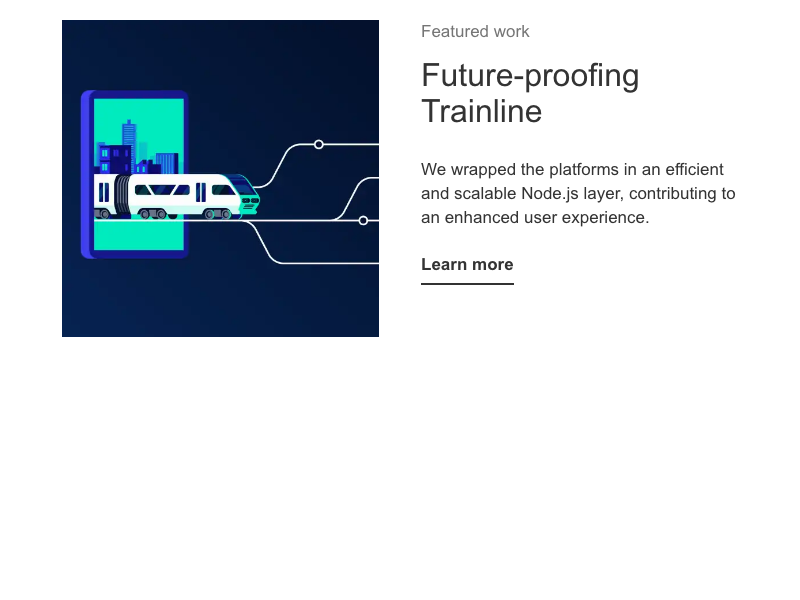 Featured work
Future-proofing
Trainline
We wrapped the platforms in an efficient
and scalable Node.js layer, contributing to
an enhanced user experience.
Learn more